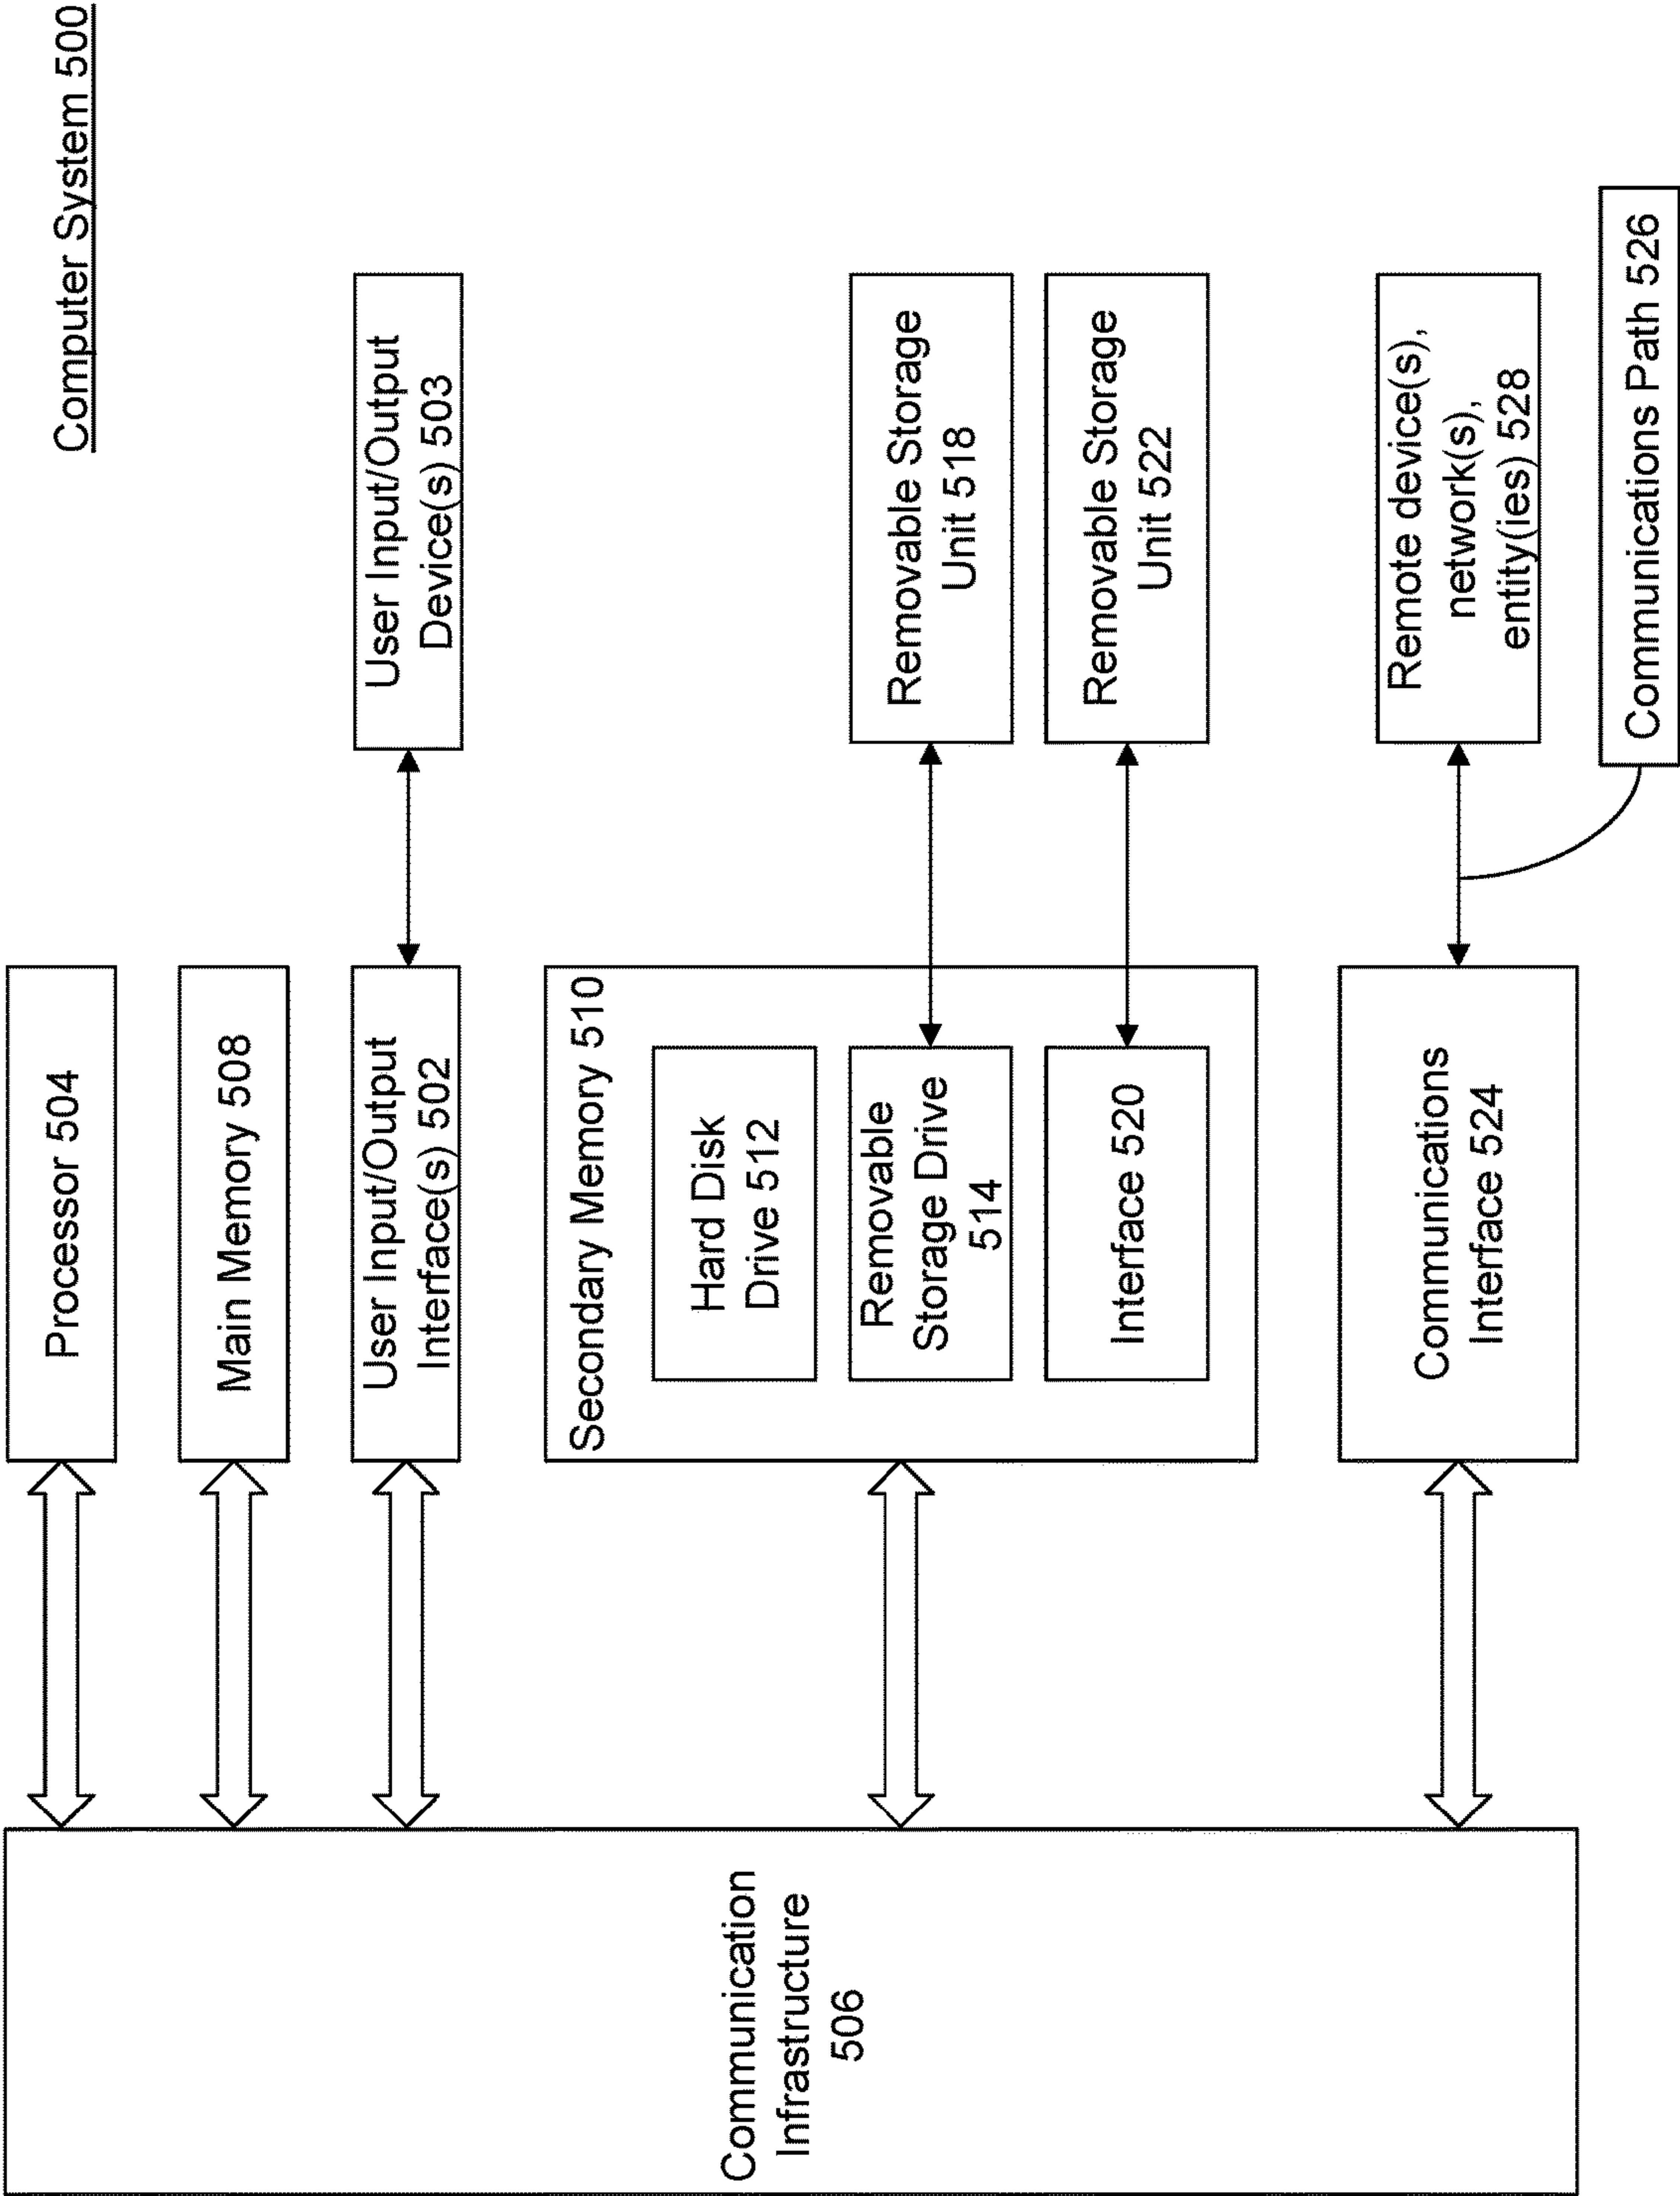 Computer System 500
Processor 504
Main Memory 508
User Input/Output
Interface(s) 502
User Input/Output
Device(s) 503
Communication
Infrastructure
506
Secondary Memory 510
Hard Disk
Drive 512
Removable
Storage Drive
514
Removable Storage
Unit 518
Interface 520
Removable Storage
Unit 522
Communications
Interface 524
Remote device(s),
network(s),
entity(ies) 528
Communications Path 526